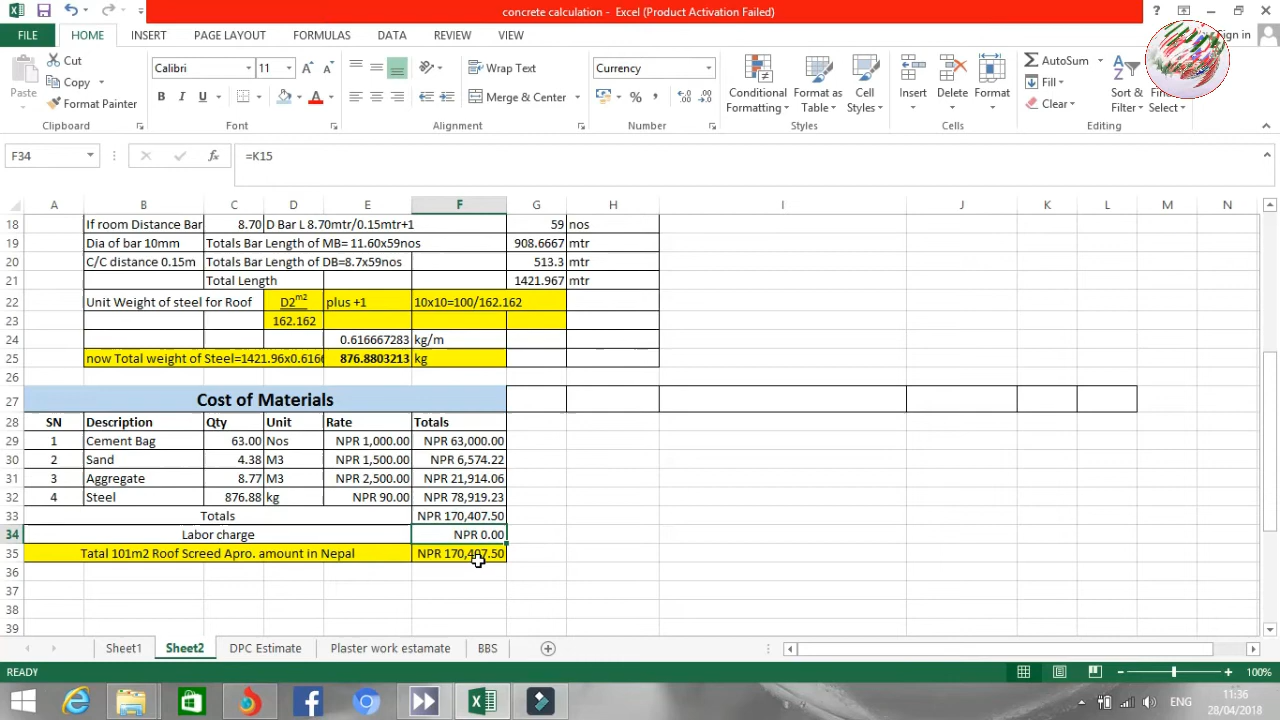 concrete calculation - Excel (Product Activation Failed)
FILE HOME INSERT PAGE LAYOUT FORMULAS DATA REVIEW VIEW
Paste Cut Copy Format Painter Clipboard
Calibri 11 B I U Font
Wrap Text Merge & Center Alignment
Currency % , Number
Conditional Formatting Format as Table Cell Styles Styles
Insert Delete Format Cells
AutoSum Fill Clear Sort & Filter Select Editing
F34 fx =K15
A B C D E F G H I J K L M N
18 If room Distance Bar 8.70 D Bar L 8.70mtr/0.15mtr+1 59 nos
19 Dia of bar 10mm Totals Bar Length of MB= 11.60x59nos 908.6667 mtr
20 C/C distance 0.15m Totals Bar Length of DB=8.7x59nos 513.3 mtr
21 Total Length 1421.967 mtr
22 Unit Weight of steel for Roof D2m2 plus +1 10x10=100/162.162
23 162.162
24 0.616667283 kg/m
25 now Total weight of Steel=1421.96x0.616 876.8803213 kg
26
27 Cost of Materials
28 SN Description Qty Unit Rate Totals
29 1 Cement Bag 63.00 Nos NPR 1,000.00 NPR 63,000.00
30 2 Sand 4.38 M3 NPR 1,500.00 NPR 6,574.22
31 3 Aggregate 8.77 M3 NPR 2,500.00 NPR 21,914.06
32 4 Steel 876.88 kg NPR 90.00 NPR 78,919.23
33 Totals NPR 170,407.50
34 Labor charge NPR 0.00
35 Tatal 101m2 Roof Screed Apro. amount in Nepal NPR 170,407.50
36
37
38
39
Sheet1 Sheet2 DPC Estimate Plaster work estamate BBS
READY 100%
ENG 11:36
28/04/2018